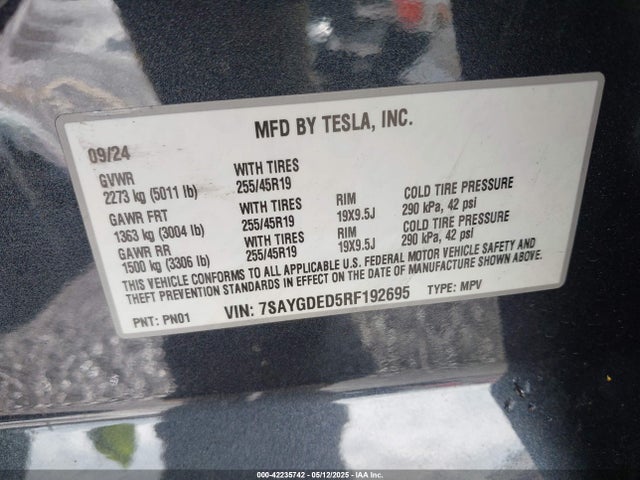 MFD BY TESLA, INC.
09/24
GVWR WITH TIRES
2273 kg (5011 lb) 255/45R19
GAWR FRT WITH TIRES RIM COLD TIRE PRESSURE
1363 kg (3004 lb) 255/45R19 19X9.5J 290 kPa, 42 psi
GAWR RR WITH TIRES RIM COLD TIRE PRESSURE
1500 kg (3306 lb) 255/45R19 19X9.5J 290 kPa, 42 psi
THIS VEHICLE CONFORMS TO ALL APPLICABLE U.S. FEDERAL MOTOR VEHICLE SAFETY AND
THEFT PREVENTION STANDARDS IN EFFECT ON THE DATE OF MANUFACTURE SHOWN ABOVE.
PNT: PN01 VIN: 7SAYGDED5RF192695 TYPE: MPV
000-42235742 - 05/12/2025 - IAA Inc.